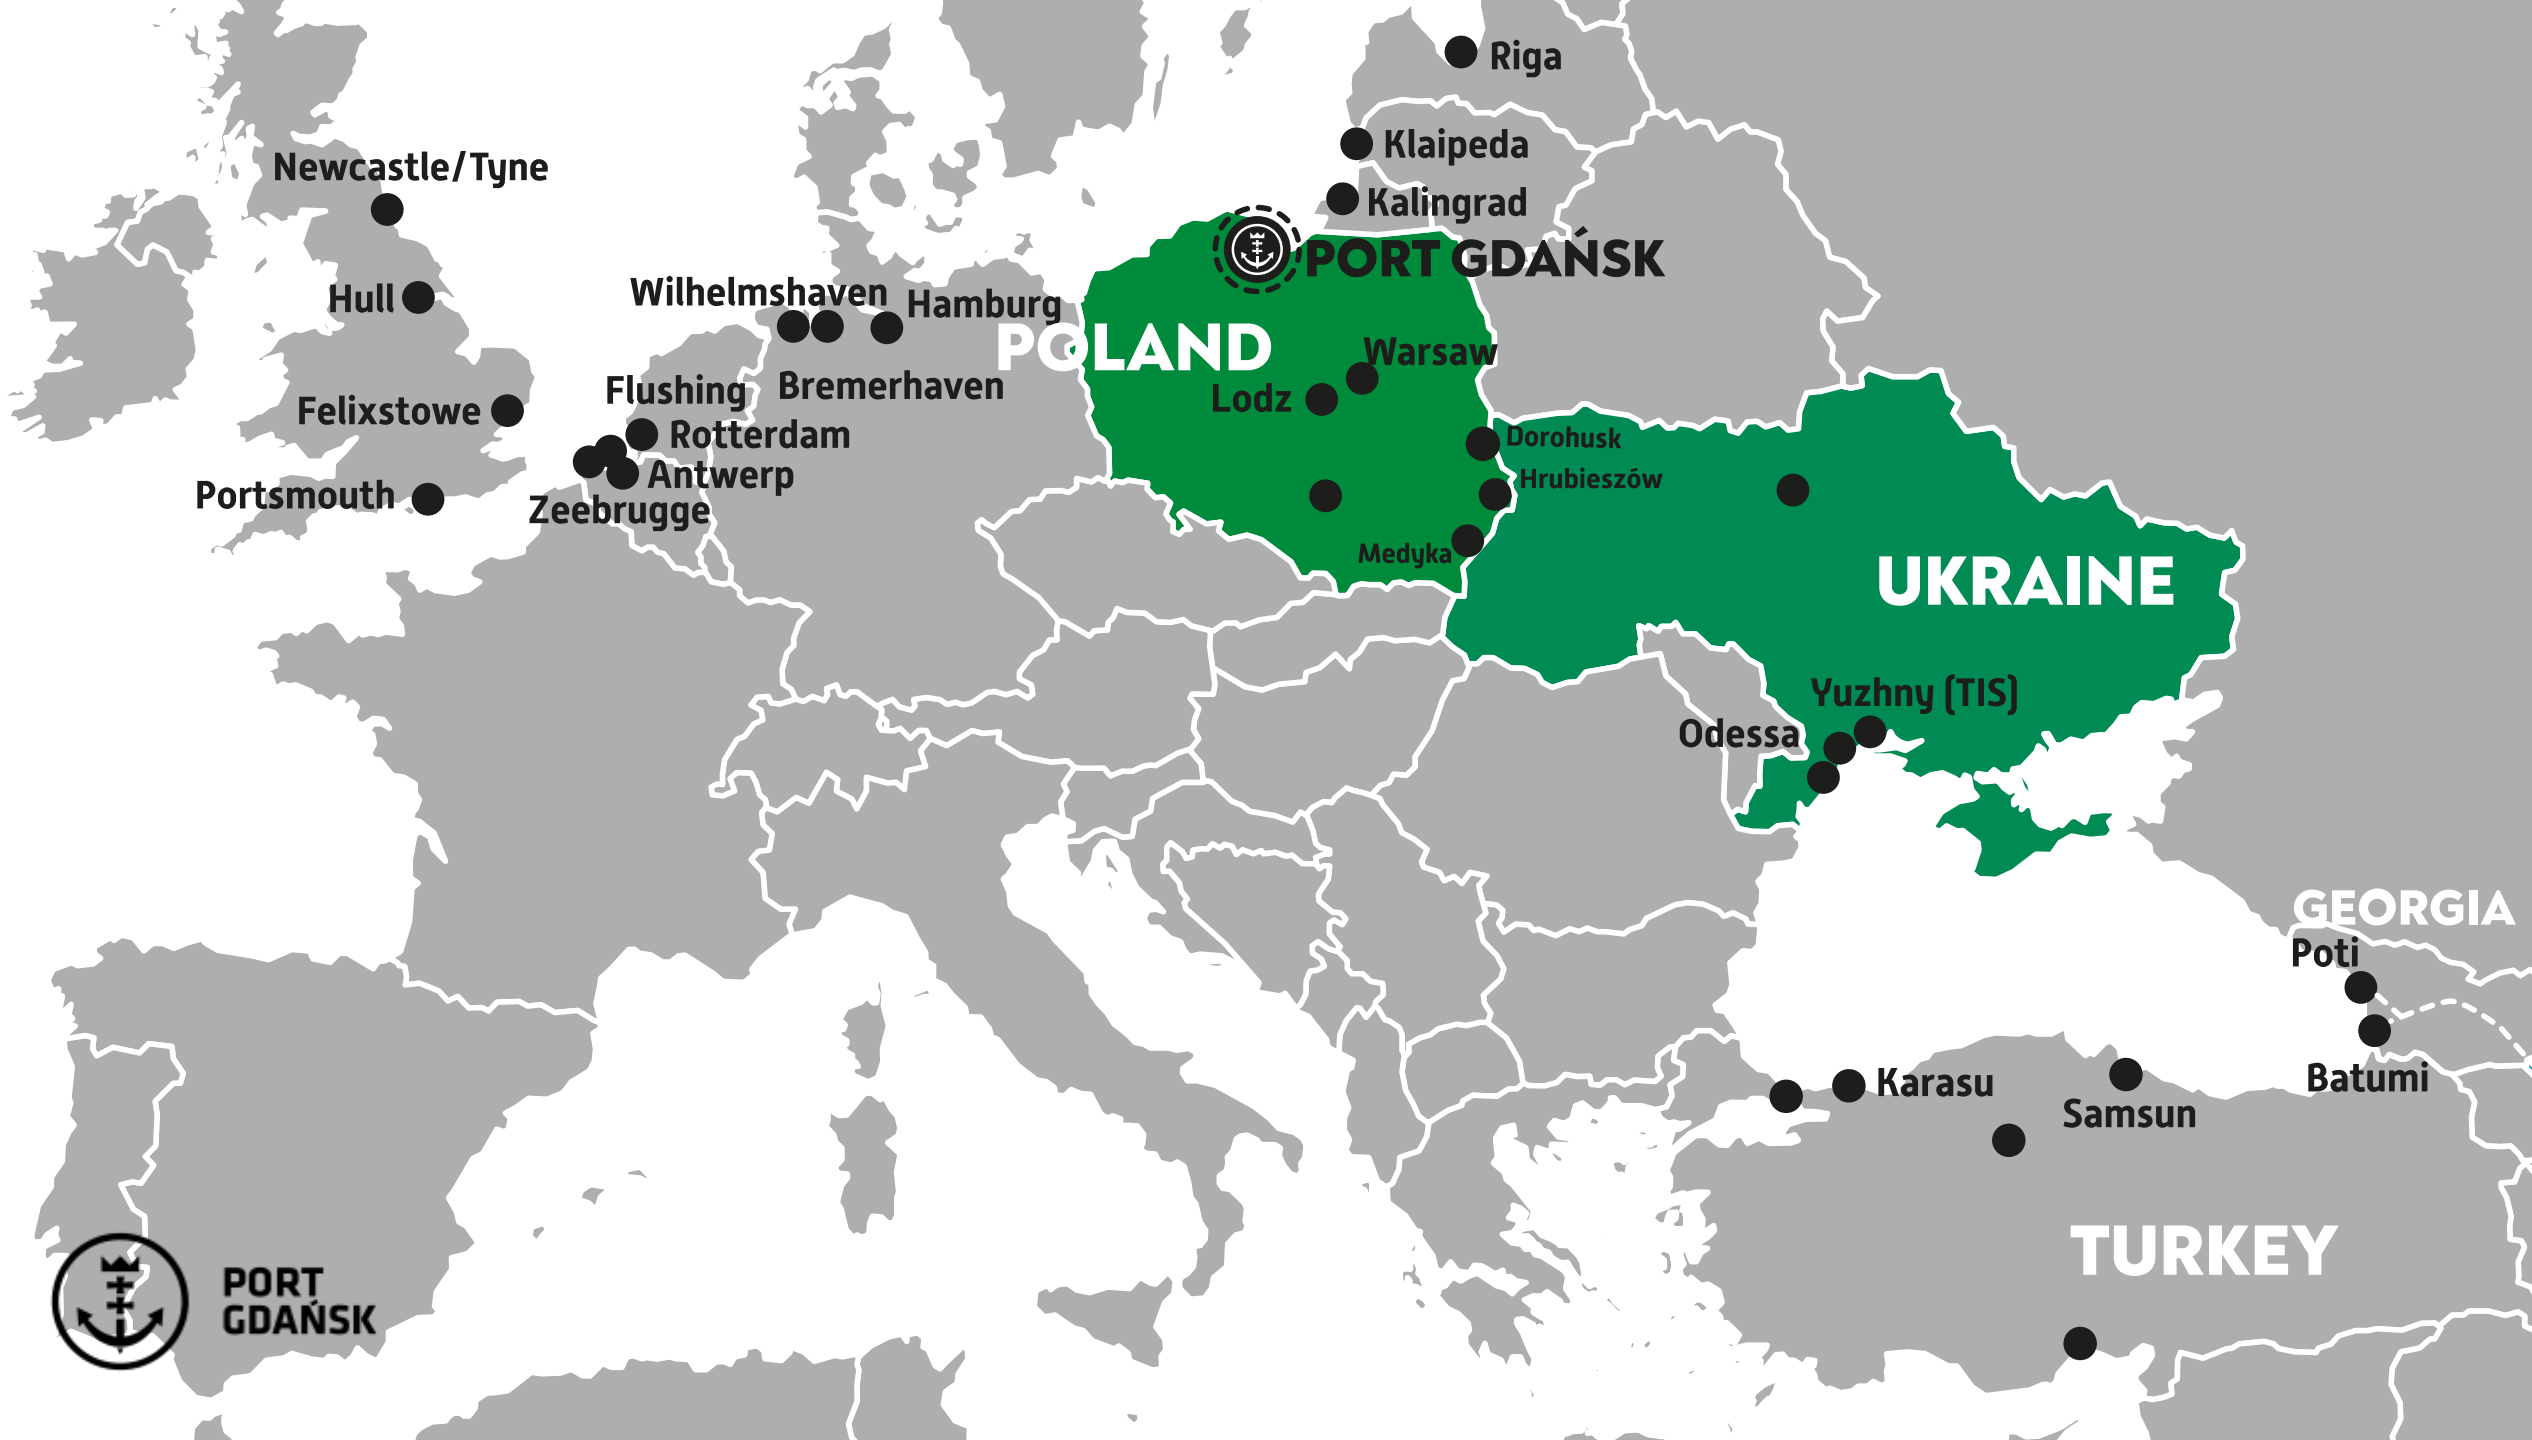 Riga
Klaipeda
Newcastle/Tyne
Kalingrad
PORT GDAŃSK
Hull
Wilhelmshaven
Hamburg
POLAND
Warsaw
Flushing
Bremerhaven
Lodz
Felixstowe
Rotterdam
Dorohusk
Antwerp
Hrubieszów
Portsmouth
Zeebrugge
Medyka
UKRAINE
Yuzhny (TIS)
Odessa
GEORGIA
Poti
Karasu
Batumi
Samsun
TURKEY
PORT
GDAŃSK